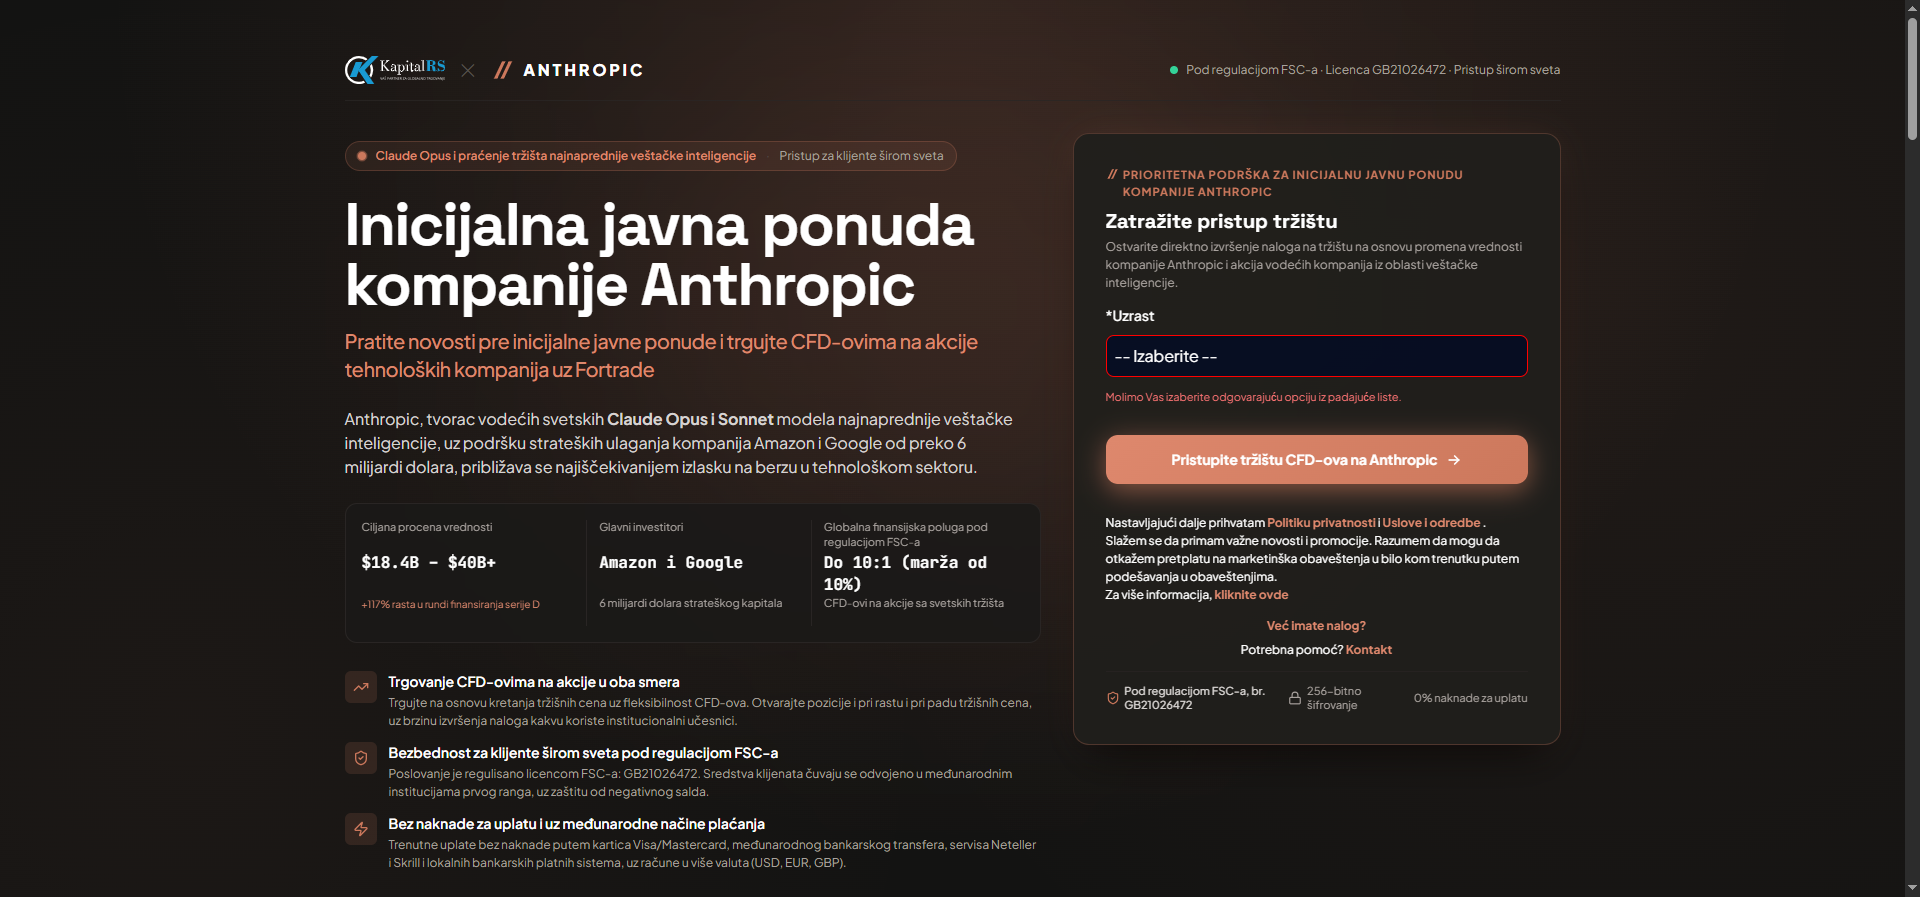 KapitalRS
ANTHROPIC
Pod regulacijom FSC-a · Licenca GB21026472 · Pristup širom sveta
Claude Opus i praćenje tržišta najnaprednije veštačke inteligencije
Pristup za klijente širom sveta
Inicijalna javna ponuda
kompanije Anthropic
Pratite novosti pre inicijalne javne ponude i trgujte CFD-ovima na akcije
tehnoloških kompanija uz Fortrade
Anthropic, tvorac vodećih svetskih Claude Opus i Sonnet modela najnaprednije veštačke
inteligencije, uz podršku strateških ulaganja kompanija Amazon i Google od preko 6
milijardi dolara, približava se najiščekivanijem izlasku na berzu u tehnološkom sektoru.
Ciljana procena vrednosti
$18.4B – $40B+
+117% rasta u rundi finansiranja serije D
Glavni investitori
Amazon i Google
6 milijardi dolara strateškog kapitala
Globalna finansijska poluga pod
regulacijom FSC-a
Do 10:1 (marža od
10%)
CFD-ovi na akcije sa svetskih tržišta
Trgovanje CFD-ovima na akcije u oba smera
Trgujte na osnovu kretanja tržišnih cena uz fleksibilnost CFD-ova. Otvarajte pozicije i pri rastu i pri padu tržišnih cena,
uz brzinu izvršenja naloga kakvu koriste institucionalni učesnici.
Bezbednost za klijente širom sveta pod regulacijom FSC-a
Poslovanje je regulisano licencom FSC-a: GB21026472. Sredstva klijenata čuvaju se odvojeno u međunarodnim
institucijama prvog ranga, uz zaštitu od negativnog salda.
Bez naknade za uplatu i uz međunarodne načine plaćanja
Trenutne uplate bez naknade putem kartica Visa/Mastercard, međunarodnog bankarskog transfera, servisa Neteller
i Skrill i lokalnih bankarskih platnih sistema, uz račune u više valuta (USD, EUR, GBP).
// PRIORITETNA PODRŠKA ZA INICIJALNU JAVNU PONUDU
KOMPANIJE ANTHROPIC
Zatražite pristup tržištu
Ostvarite direktno izvršenje naloga na tržištu na osnovu promena vrednosti
kompanije Anthropic i akcija vodećih kompanija iz oblasti veštačke
inteligencije.
*Uzrast
-- Izaberite --
Molimo Vas izaberite odgovarajuću opciju iz padajuće liste.
Pristupite tržištu CFD-ova na Anthropic →
Nastavljajući dalje prihvatam Politiku privatnosti i Uslove i odredbe .
Slažem se da primam važne novosti i promocije. Razumem da mogu da
otkažem pretplatu na marketinška obaveštenja u bilo kom trenutku putem
podešavanja u obaveštenjima.
Za više informacija, kliknite ovde
Već imate nalog?
Potrebna pomoć? Kontakt
Pod regulacijom FSC-a, br.
GB21026472
256-bitno
šifrovanje
0% naknade za uplatu